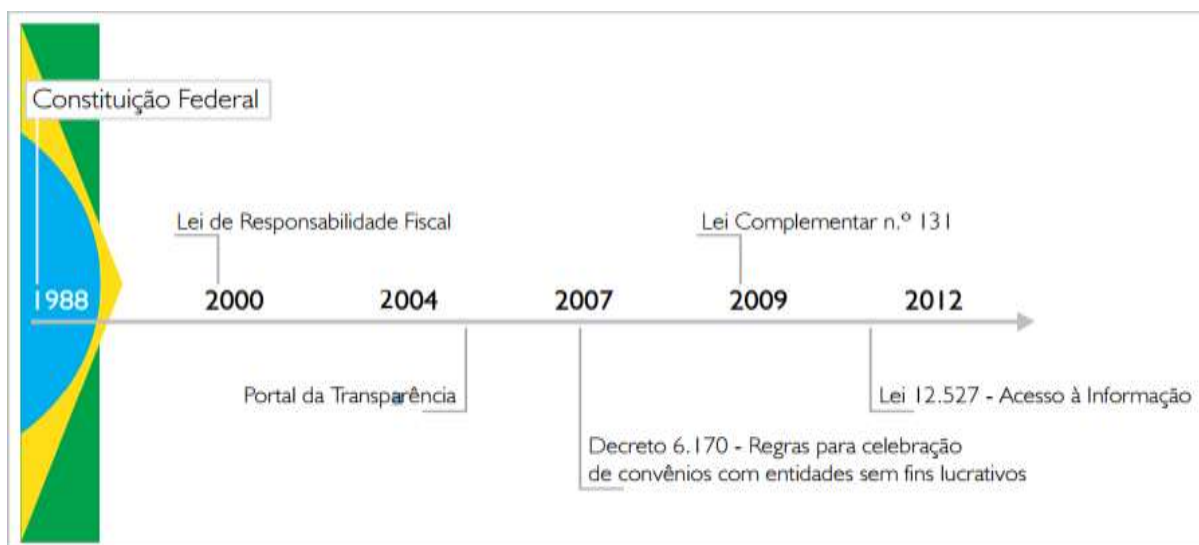 Constituição Federal
Lei de Responsabilidade Fiscal
Lei Complementar n.º 131
1988
2000
2004
2007
2009
2012
Portal da Transparência
Lei 12.527 - Acesso à Informação
Decreto 6.170 - Regras para celebração
de convênios com entidades sem fins lucrativos